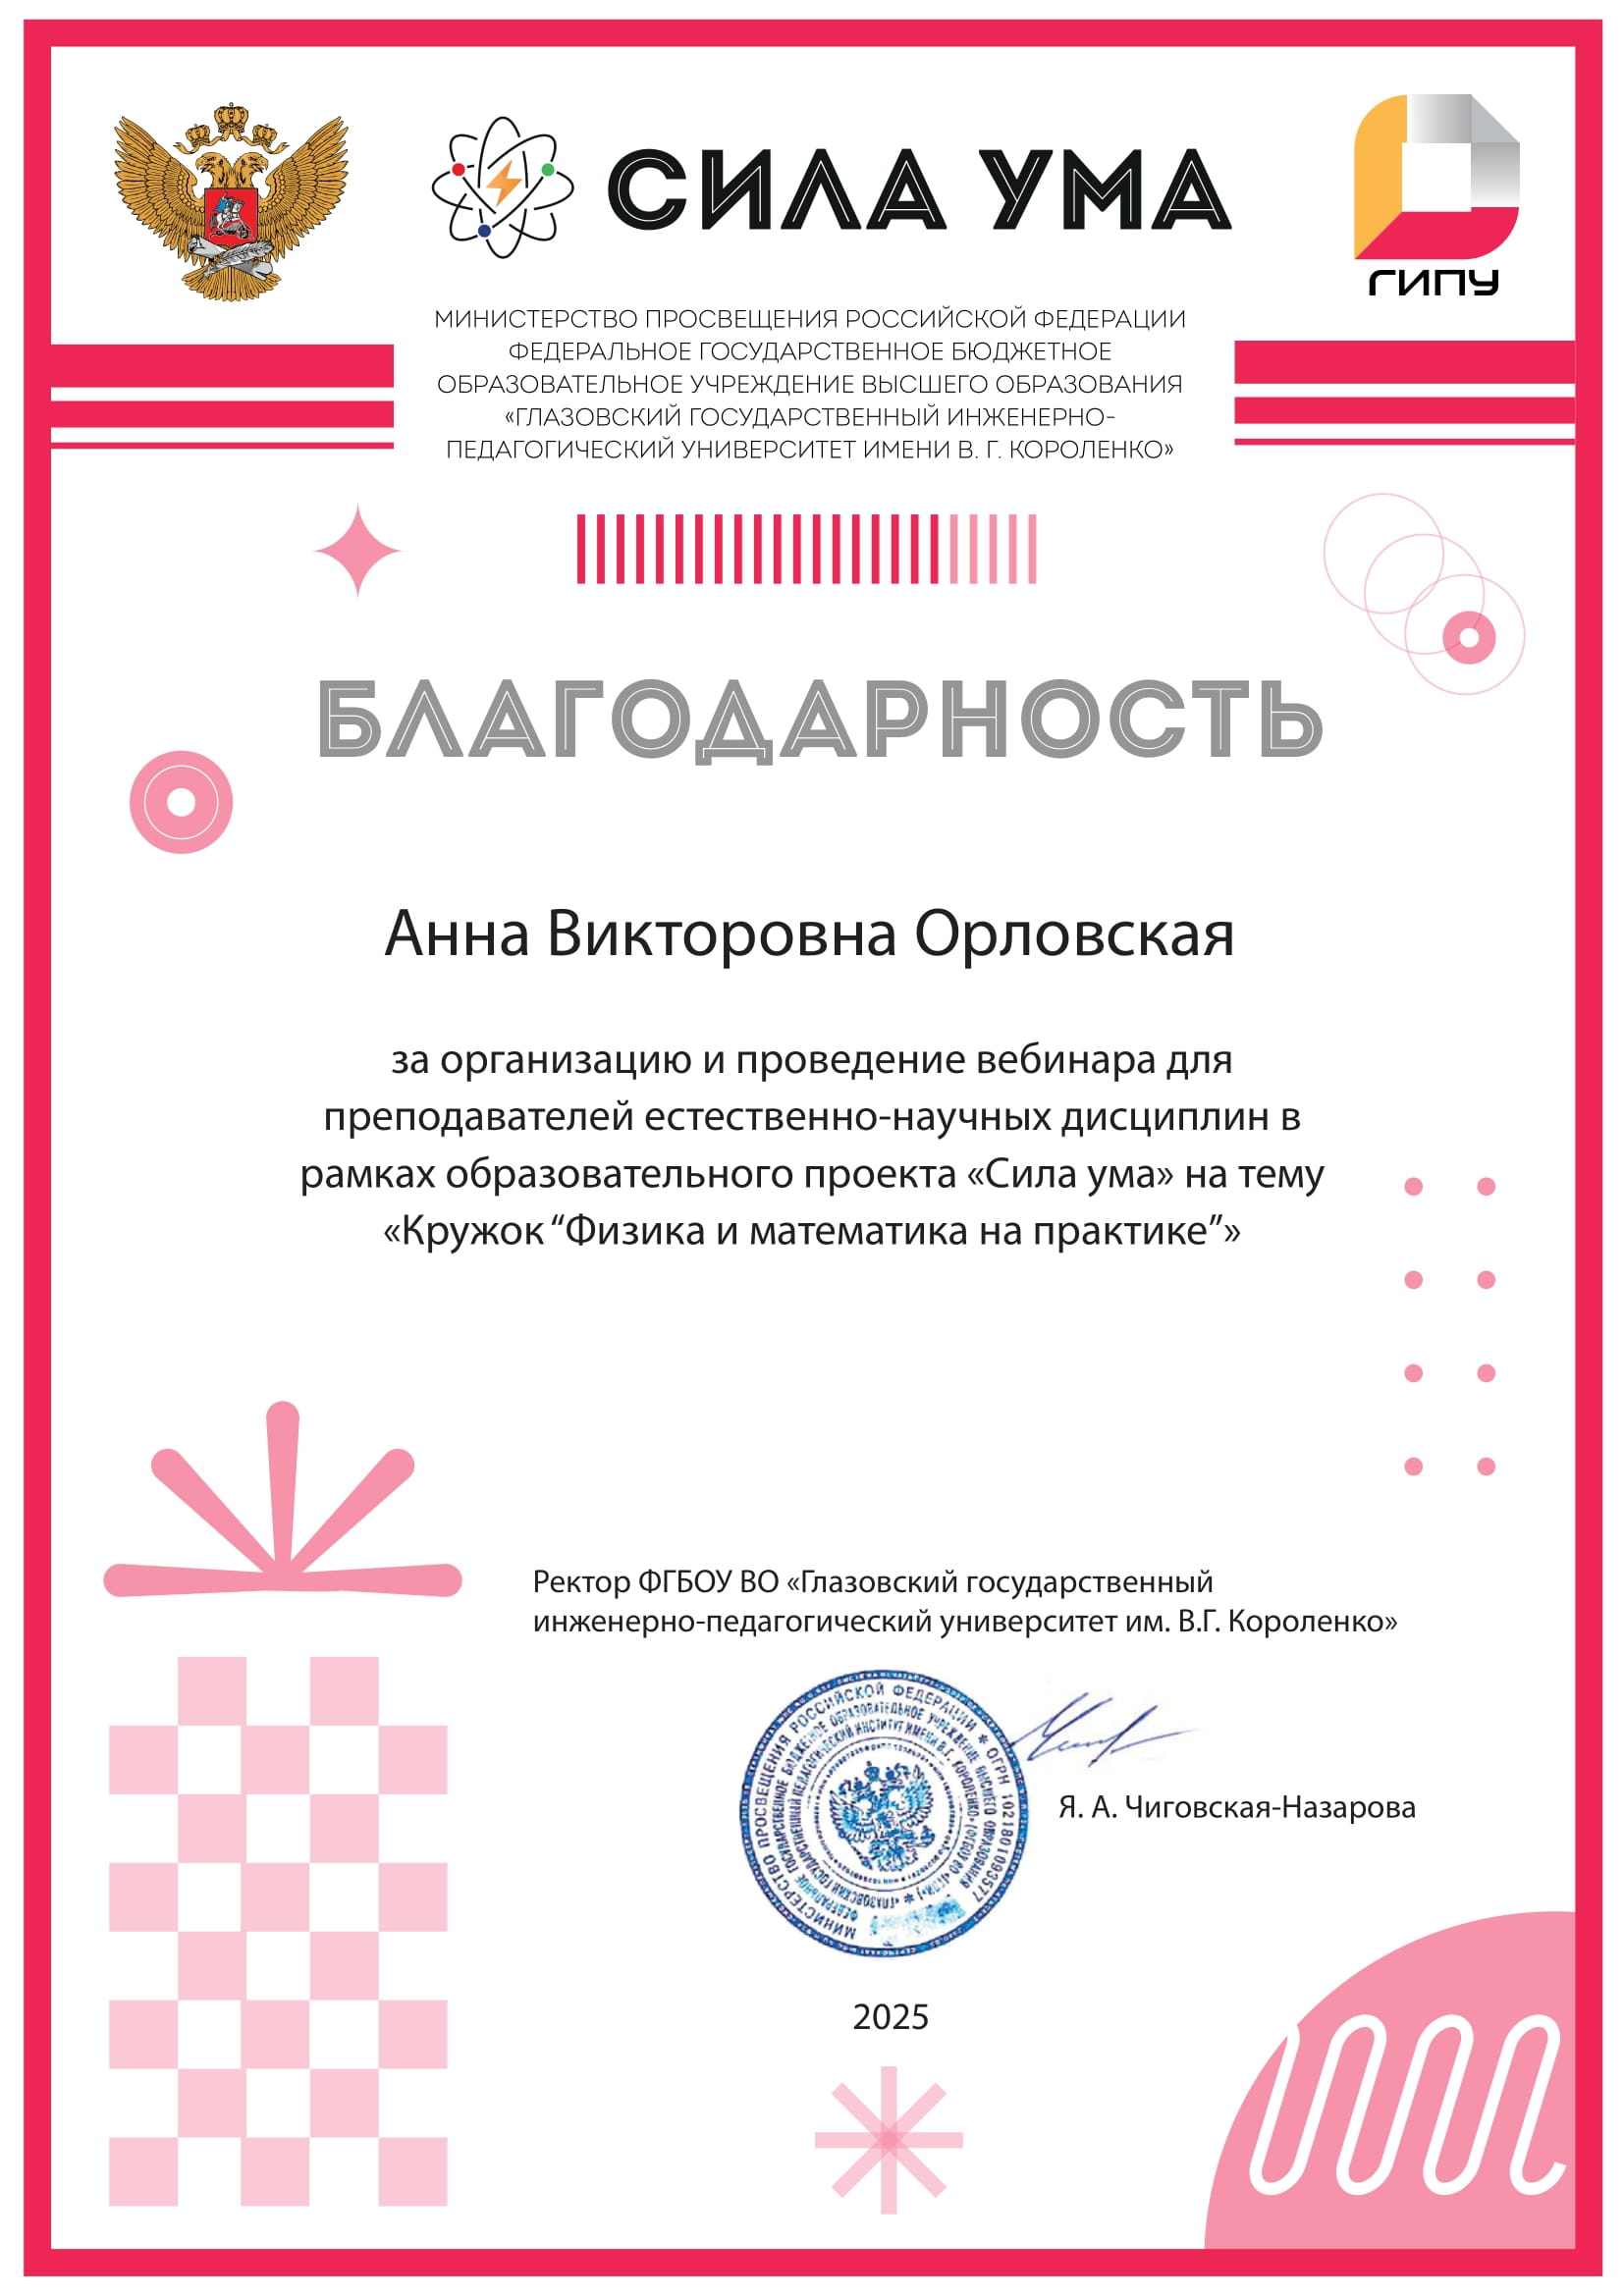 СИЛА УМА
ГИПУ
МИНИСТЕРСТВО ПРОСВЕЩЕНИЯ РОССИЙСКОЙ ФЕДЕРАЦИИ
ФЕДЕРАЛЬНОЕ ГОСУДАРСТВЕННОЕ БЮДЖЕТНОЕ
ОБРАЗОВАТЕЛЬНОЕ УЧРЕЖДЕНИЕ ВЫСШЕГО ОБРАЗОВАНИЯ
«ГЛАЗОВСКИЙ ГОСУДАРСТВЕННЫЙ ИНЖЕНЕРНО-
ПЕДАГОГИЧЕСКИЙ УНИВЕРСИТЕТ ИМЕНИ В. Г. КОРОЛЕНКО»
БЛАГОДАРНОСТЬ
Анна Викторовна Орловская
за организацию и проведение вебинара для
преподавателей естественно-научных дисциплин в
рамках образовательного проекта «Сила ума» на тему
«Кружок “Физика и математика на практике”»
Ректор ФГБОУ ВО «Глазовский государственный
инженерно-педагогический университет им. В.Г. Короленко»
МИНИСТЕРСТВО ПРОСВЕЩЕНИЯ РОССИЙСКОЙ ФЕДЕРАЦИИ * ОГРН 1021801093577
ФЕДЕРАЛЬНОЕ ГОСУДАРСТВЕННОЕ БЮДЖЕТНОЕ ОБРАЗОВАТЕЛЬНОЕ УЧРЕЖДЕНИЕ ВЫСШЕГО ОБРАЗОВАНИЯ
«ГЛАЗОВСКИЙ ГОСУДАРСТВЕННЫЙ ПЕДАГОГИЧЕСКИЙ ИНСТИТУТ ИМЕНИ В.Г. КОРОЛЕНКО» (ФГБОУ ВО «ГГПИ») *
Я. А. Чиговская-Назарова
2025